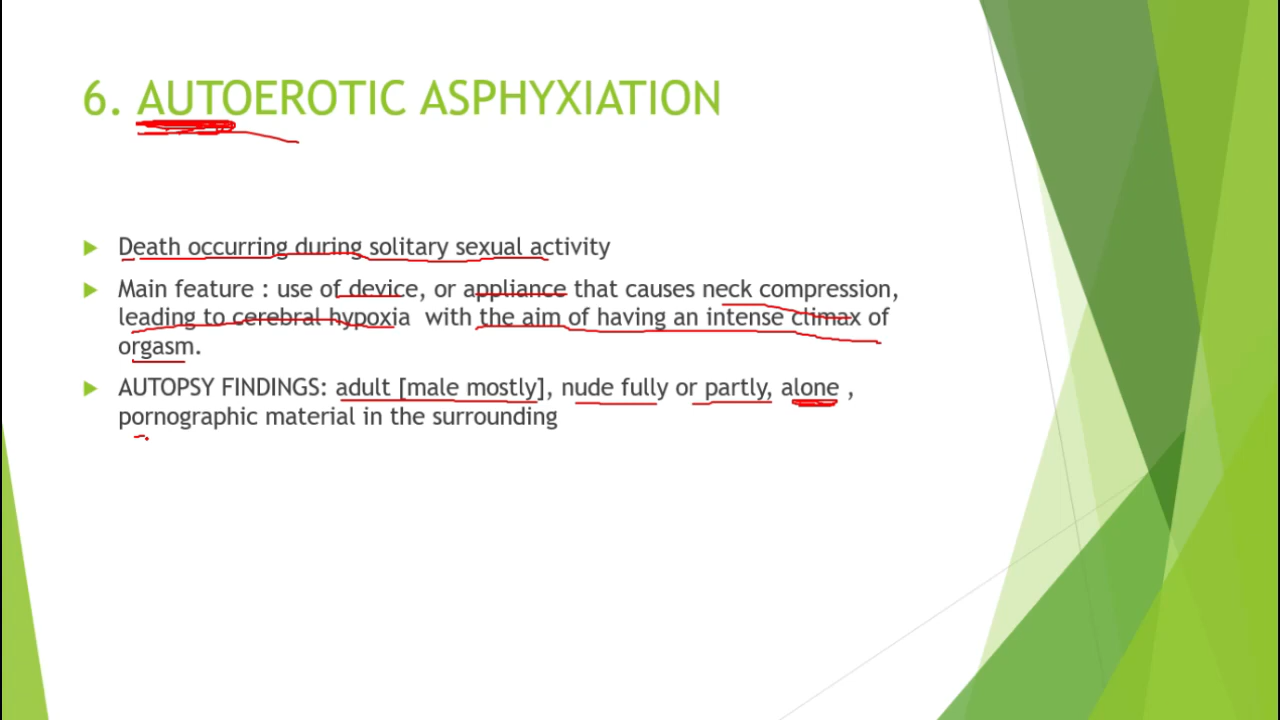 6. AUTOEROTIC ASPHYXIATION
Death occurring during solitary sexual activity
Main feature : use of device, or appliance that causes neck compression,
leading to cerebral hypoxia with the aim of having an intense climax of
orgasm.
AUTOPSY FINDINGS: adult [male mostly], nude fully or partly, alone ,
pornographic material in the surrounding